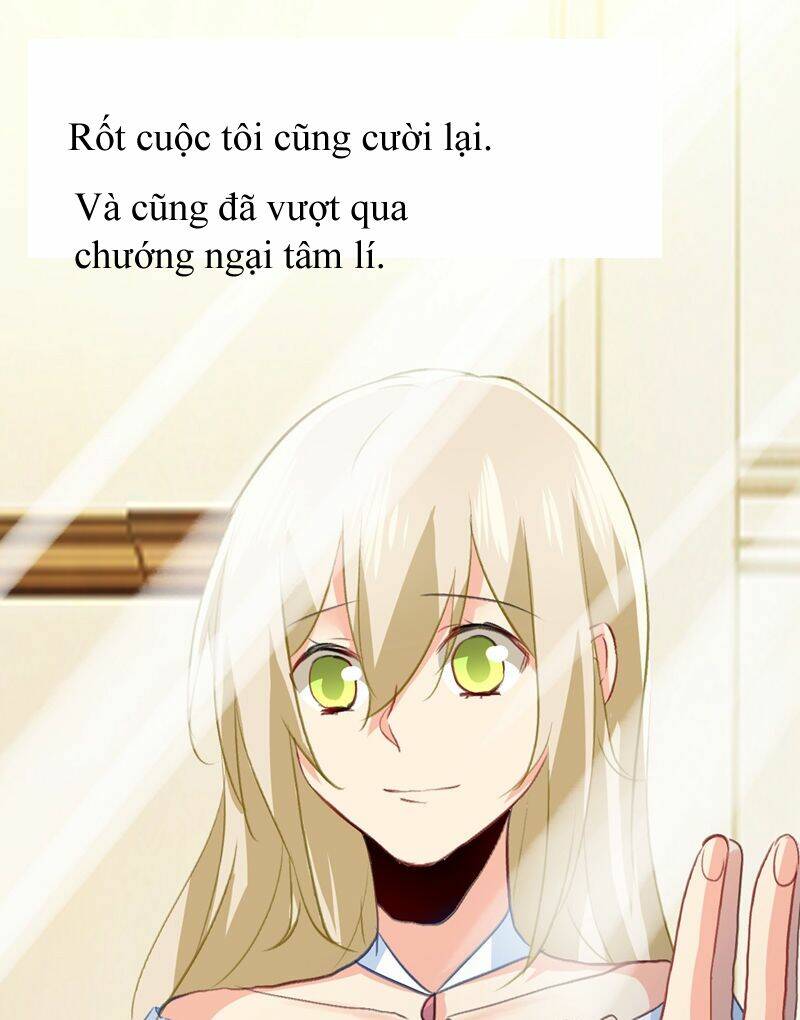 Rốt cuộc tôi cũng cười lại.
Và cũng đã vượt qua
chướng ngại tâm lí.